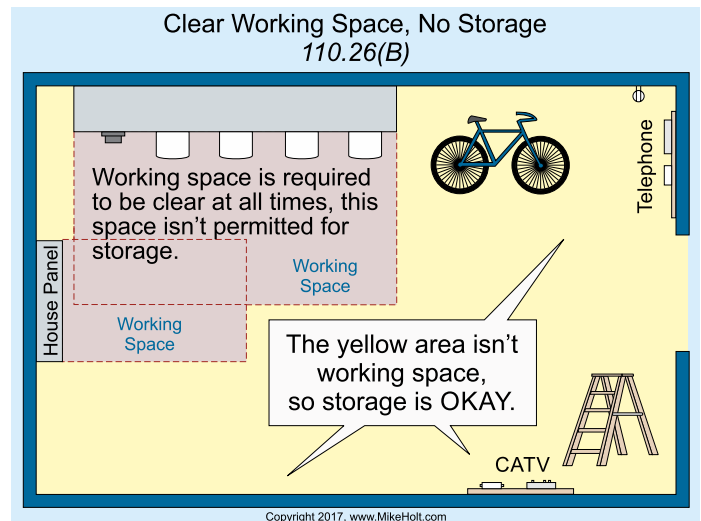 Clear Working Space, No Storage
110.26(B)
Working space is required
to be clear at all times, this
space isn't permitted for
storage.
Working
Space
Telephone
House Panel
Working
Space
The yellow area isn't
working space,
so storage is OKAY.
CATV
Copyright 2017, www.MikeHolt.com